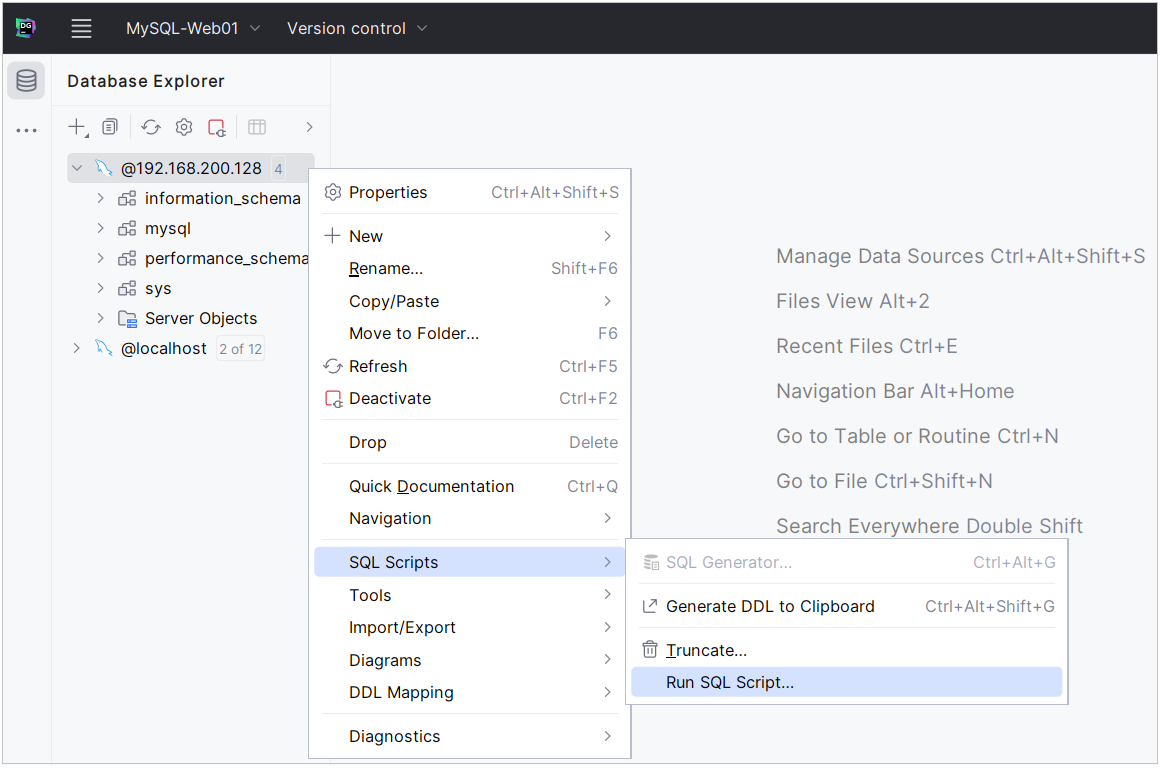 DG
MySQL-Web01
Version control
Database Explorer
@192.168.200.128 4
information_schema
mysql
performance_schema
sys
Server Objects
@localhost 2 of 12
Properties Ctrl+Alt+Shift+S
New
Rename... Shift+F6
Copy/Paste
Move to Folder... F6
Refresh Ctrl+F5
Deactivate Ctrl+F2
Drop Delete
Quick Documentation Ctrl+Q
Navigation
SQL Scripts
Tools
Import/Export
Diagrams
DDL Mapping
Diagnostics
Manage Data Sources Ctrl+Alt+Shift+S
Files View Alt+2
Recent Files Ctrl+E
Navigation Bar Alt+Home
Go to Table or Routine Ctrl+N
Go to File Ctrl+Shift+N
Search Everywhere Double Shift
SQL Generator... Ctrl+Alt+G
Generate DDL to Clipboard Ctrl+Alt+Shift+G
Truncate...
Run SQL Script...